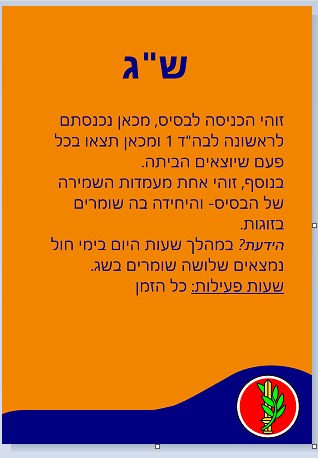 ש"ג
זוהי הכניסה לבסיס, מכאן נכנסתם
לראשונה לבה"ד 1 ומכאן תצאו בכל
פעם שיוצאים הביתה.
בנוסף, זוהי אחת מעמדות השמירה
של הבסיס- והיחידה בה שומרים
בזוגות.
הידעת? במהלך שעות היום בימי חול
נמצאים שלושה שומרים בשג.
שעות פעילות: כל הזמן